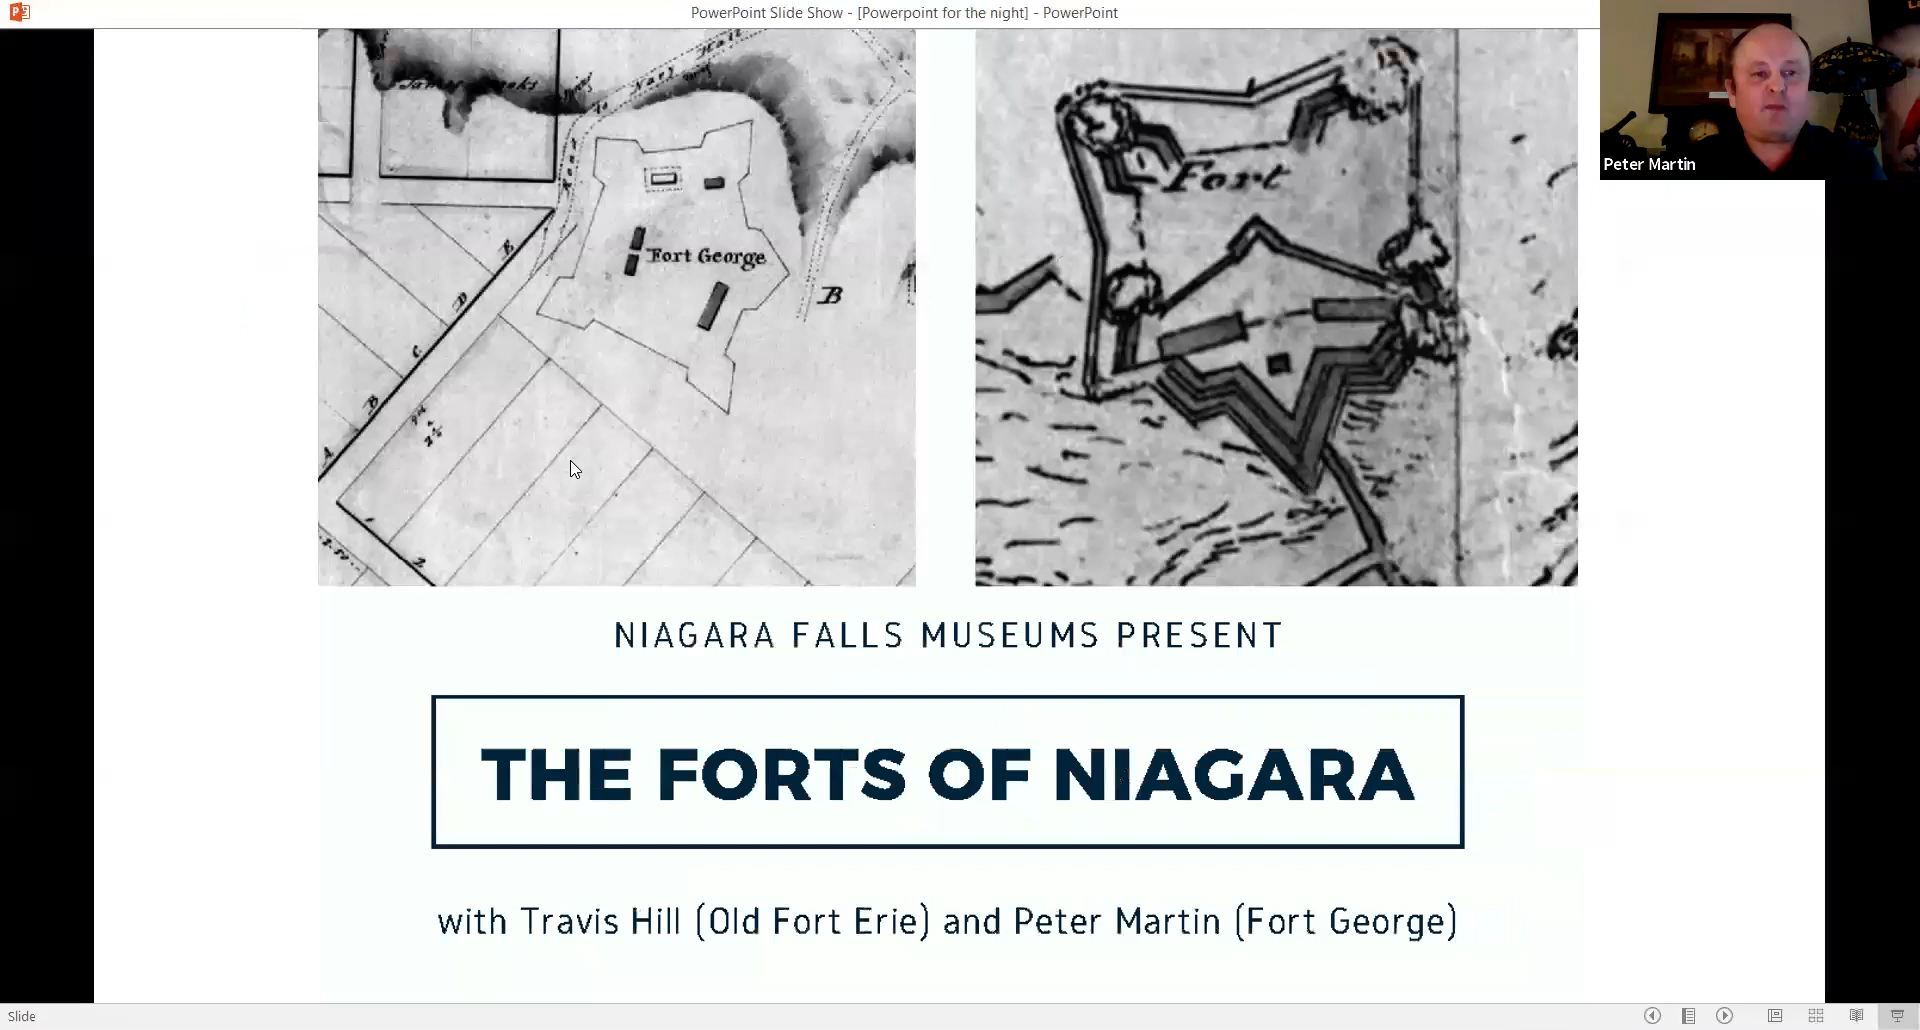 PowerPoint Slide Show - [Powerpoint for the night] - PowerPoint
Peter Martin
Fort George
B
E
D
C
B
A
Fort
NIAGARA FALLS MUSEUMS PRESENT
THE FORTS OF NIAGARA
with Travis Hill (Old Fort Erie) and Peter Martin (Fort George)
Slide